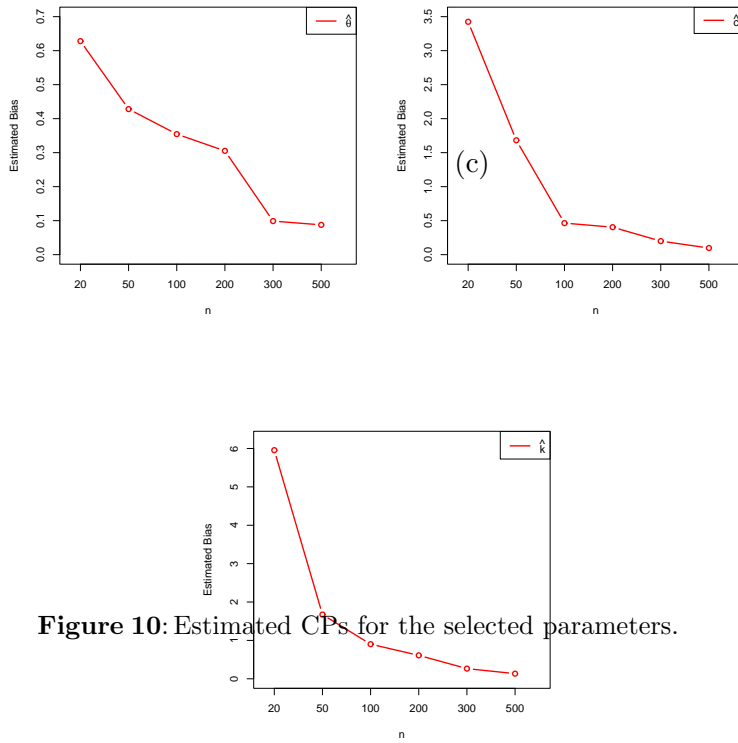 θ̂
Estimated Bias
0.0 0.1 0.2 0.3 0.4 0.5 0.6 0.7
20 50 100 200 300 500
n
ĉ
Estimated Bias
0.0 0.5 1.0 1.5 2.0 2.5 3.0 3.5
20 50 100 200 300 500
n
(c)
k̂
Estimated Bias
0 1 2 3 4 5 6
20 50 100 200 300 500
n
Figure 10: Estimated CPs for the selected parameters.